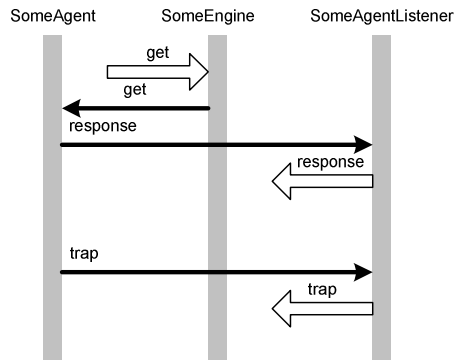 SomeAgent SomeEngine SomeAgentListener
get
get
response
response
trap
trap